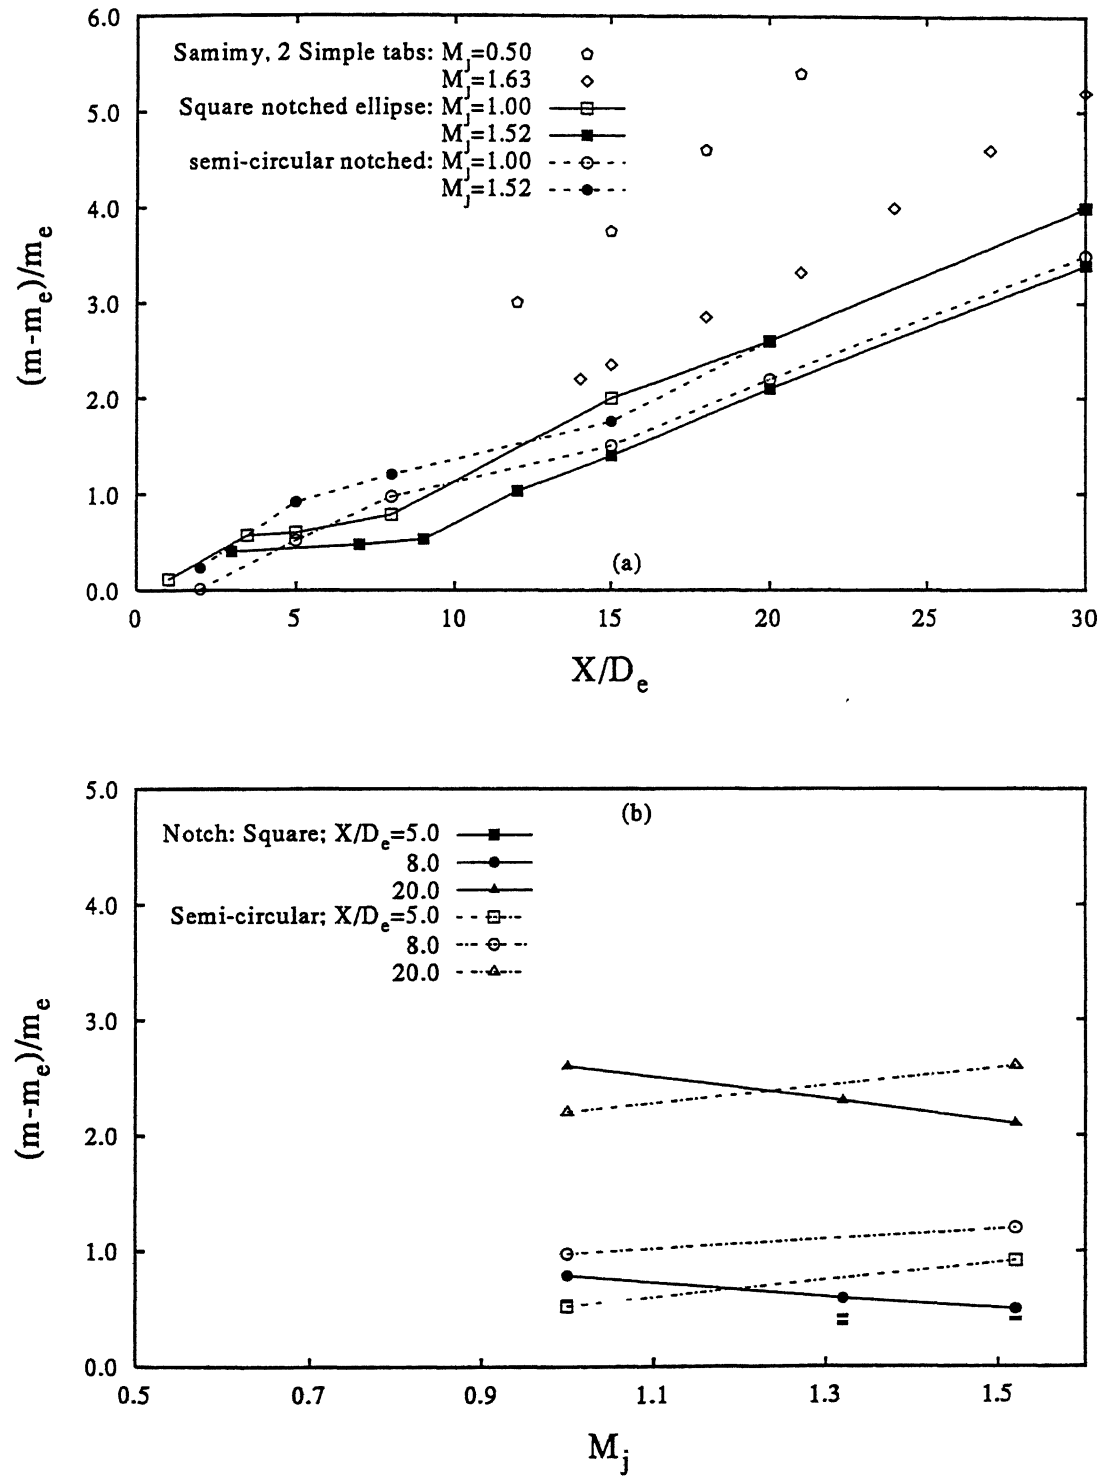 6.0
5.0
4.0
3.0
2.0
1.0
0.0
(m-me)/me
Samimy, 2 Simple tabs: Mj=0.50
Mj=1.63
Square notched ellipse: Mj=1.00
Mj=1.52
semi-circular notched: Mj=1.00
Mj=1.52
(a)
0 5 10 15 20 25 30
X/De
5.0
4.0
3.0
2.0
1.0
0.0
(m-me)/me
(b)
Notch: Square; X/De=5.0
8.0
20.0
Semi-circular; X/De=5.0
8.0
20.0
0.5 0.7 0.9 1.1 1.3 1.5
Mj